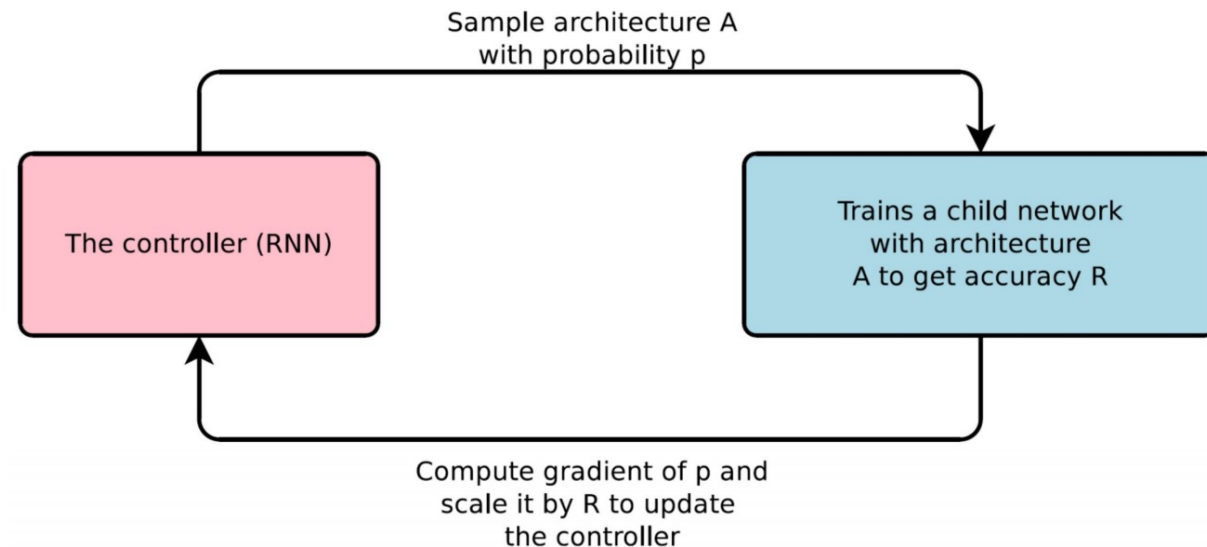 Sample architecture A
with probability p
The controller (RNN)
Trains a child network
with architecture
A to get accuracy R
Compute gradient of p and
scale it by R to update
the controller